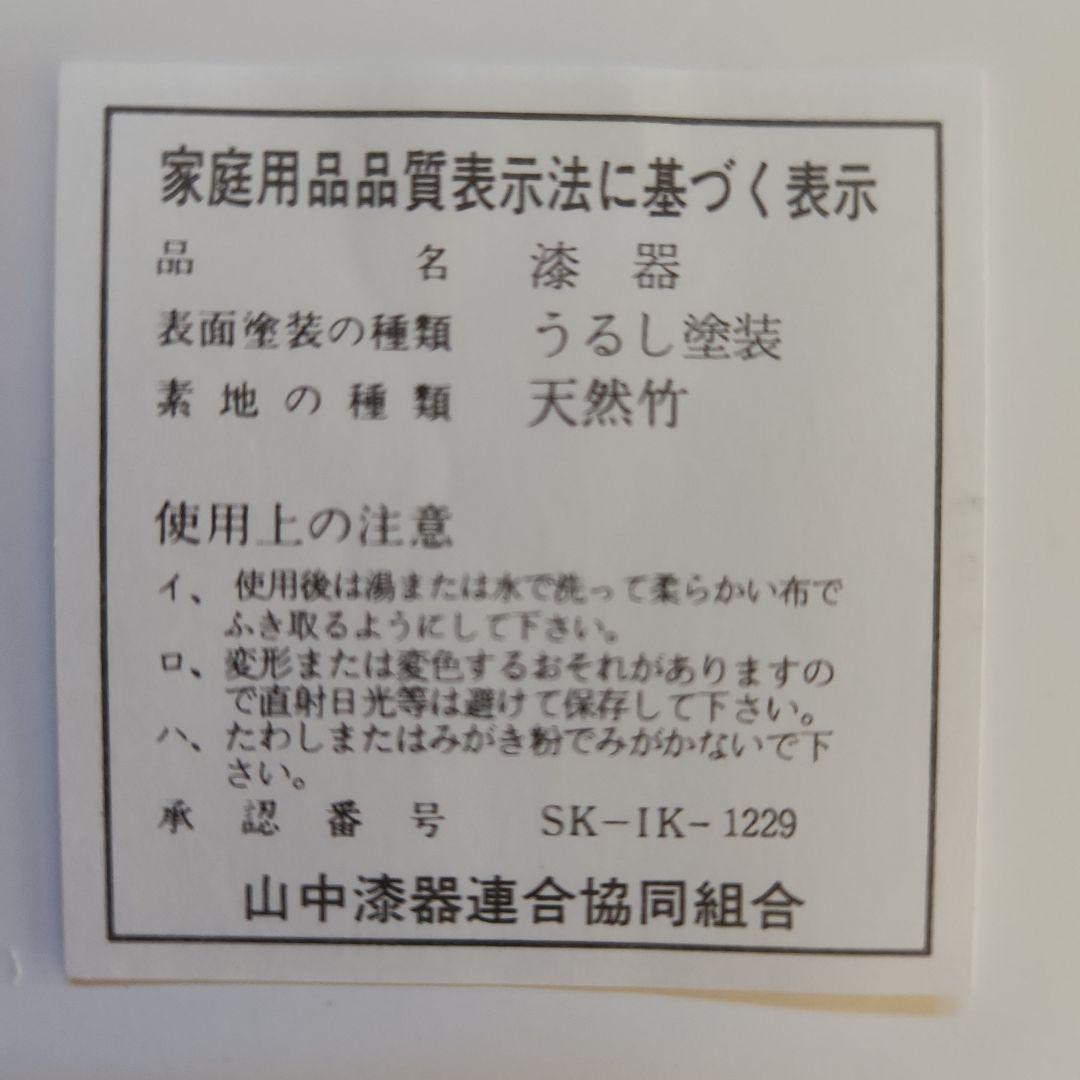 家庭用品品質表示法に基づく表示
品名 漆器
表面塗装の種類 うるし塗装
素地の種類 天然竹
使用上の注意
イ、使用後は湯または水で洗って柔らかい布で
ふき取るようにして下さい。
ロ、変形または変色するおそれがありますの
で直射日光等は避けて保存して下さい。
ハ、たわしまたはみがき粉でみがかないで下
さい。
承認番号 SK-IK-1229
山中漆器連合協同組合